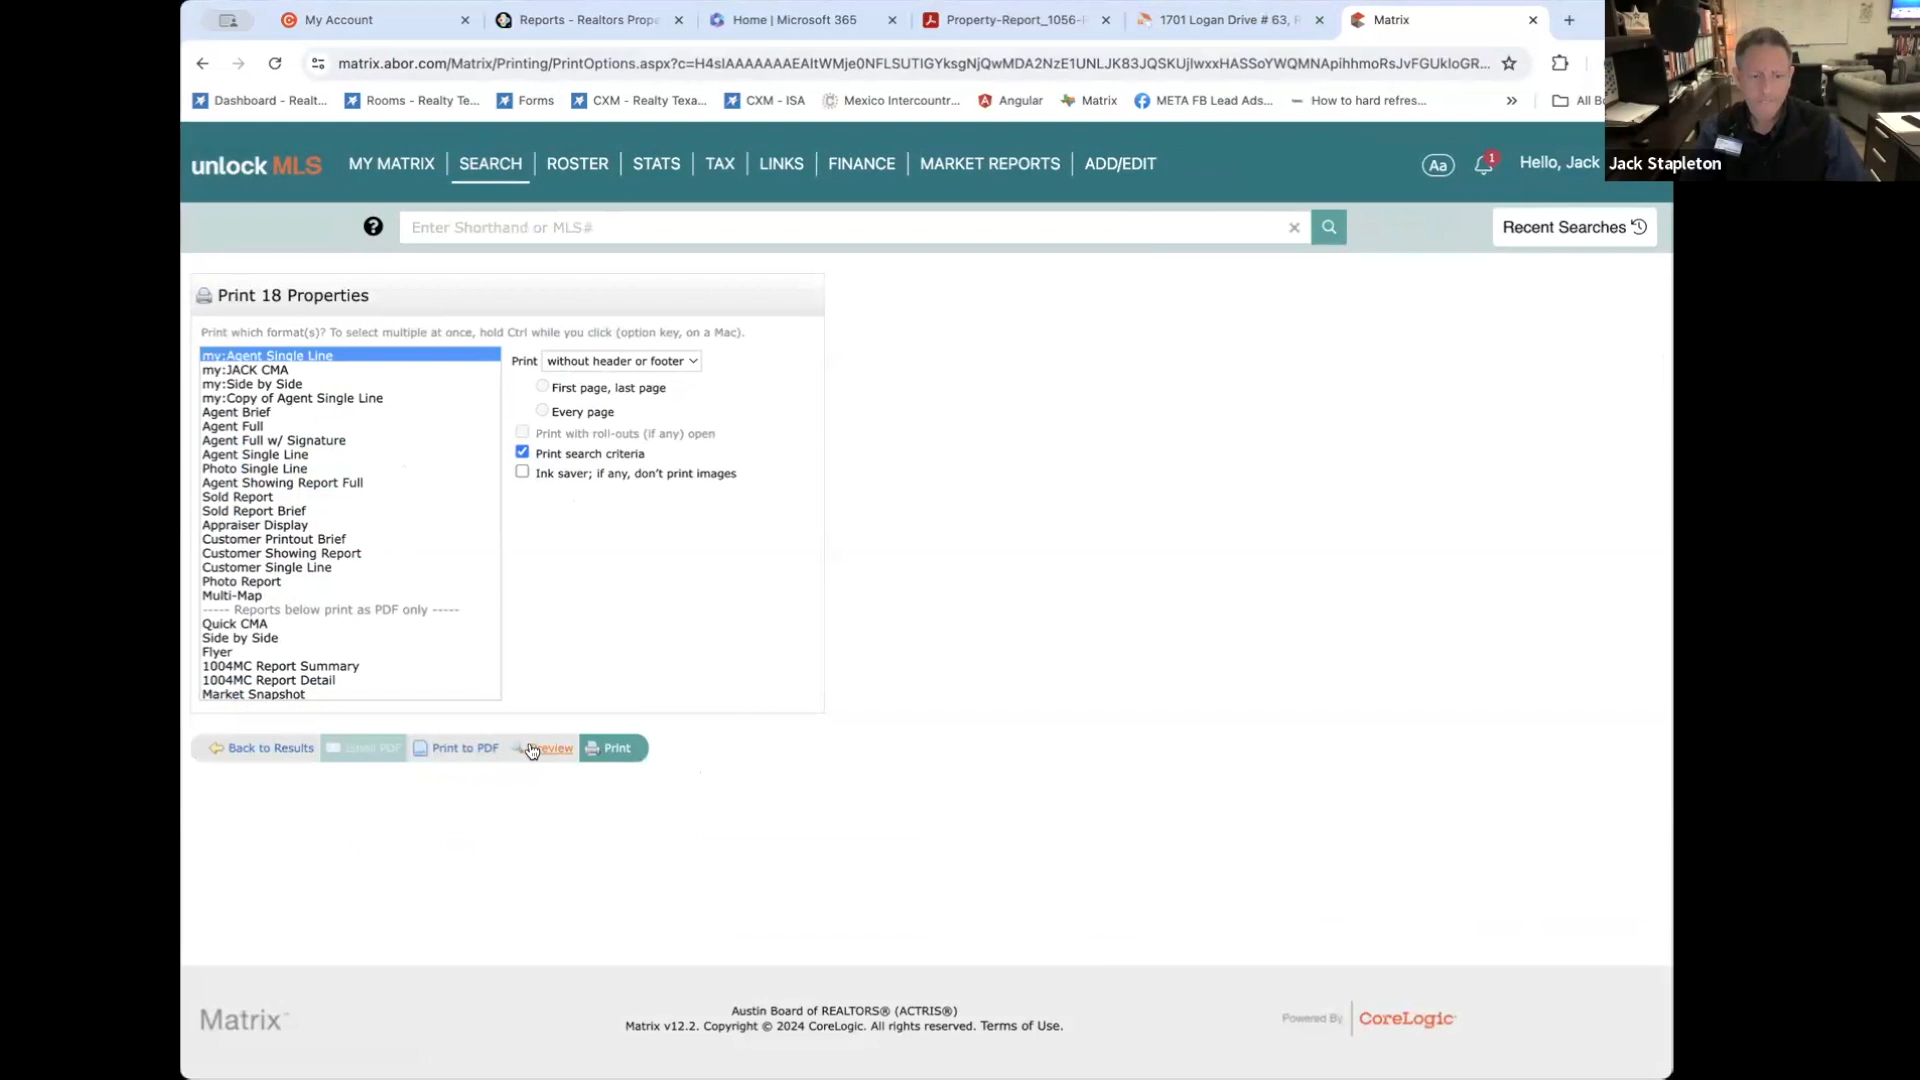 My Account
Reports - Realtors Prope
Home | Microsoft 365
Property-Report_1056-
1701 Logan Drive # 63,
Matrix
matrix.abor.com/Matrix/Printing/PrintOptions.aspx?c=
Dashboard - Realt...
Rooms - Realty Te...
Forms
CXM - Realty Texa...
CXM - ISA
Mexico Intercountr...
Angular
Matrix
META FB Lead Ads...
How to hard refres...
»
All B
unlock MLS
MY MATRIX
SEARCH
ROSTER
STATS
TAX
LINKS
FINANCE
MARKET REPORTS
ADD/EDIT
Aa
1
Hello, Jack
Jack Stapleton
?
Enter Shorthand or MLS#
Recent Searches
Print 18 Properties
Print which format(s)? To select multiple at once, hold Ctrl while you click (option key, on a Mac).
my:Agent Single Line
my:JACK CMA
my:Side by Side
my:Copy of Agent Single Line
Agent Brief
Agent Full
Agent Full w/ Signature
Agent Single Line
Photo Single Line
Agent Showing Report Full
Sold Report
Sold Report Brief
Appraiser Display
Customer Printout Brief
Customer Showing Report
Customer Single Line
Photo Report
Multi-Map
----- Reports below print as PDF only -----
Quick CMA
Side by Side
Flyer
1004MC Report Summary
1004MC Report Detail
Market Snapshot
Print without header or footer
First page, last page
Every page
Print with roll-outs (if any) open
Print search criteria
Ink saver; if any, don't print images
Back to Results
Email PDF
Print to PDF
Preview
Print
Matrix™
Austin Board of REALTORS® (ACTRIS®)
Matrix v12.2. Copyright © 2024 CoreLogic. All rights reserved. Terms of Use.
Powered By
CoreLogic